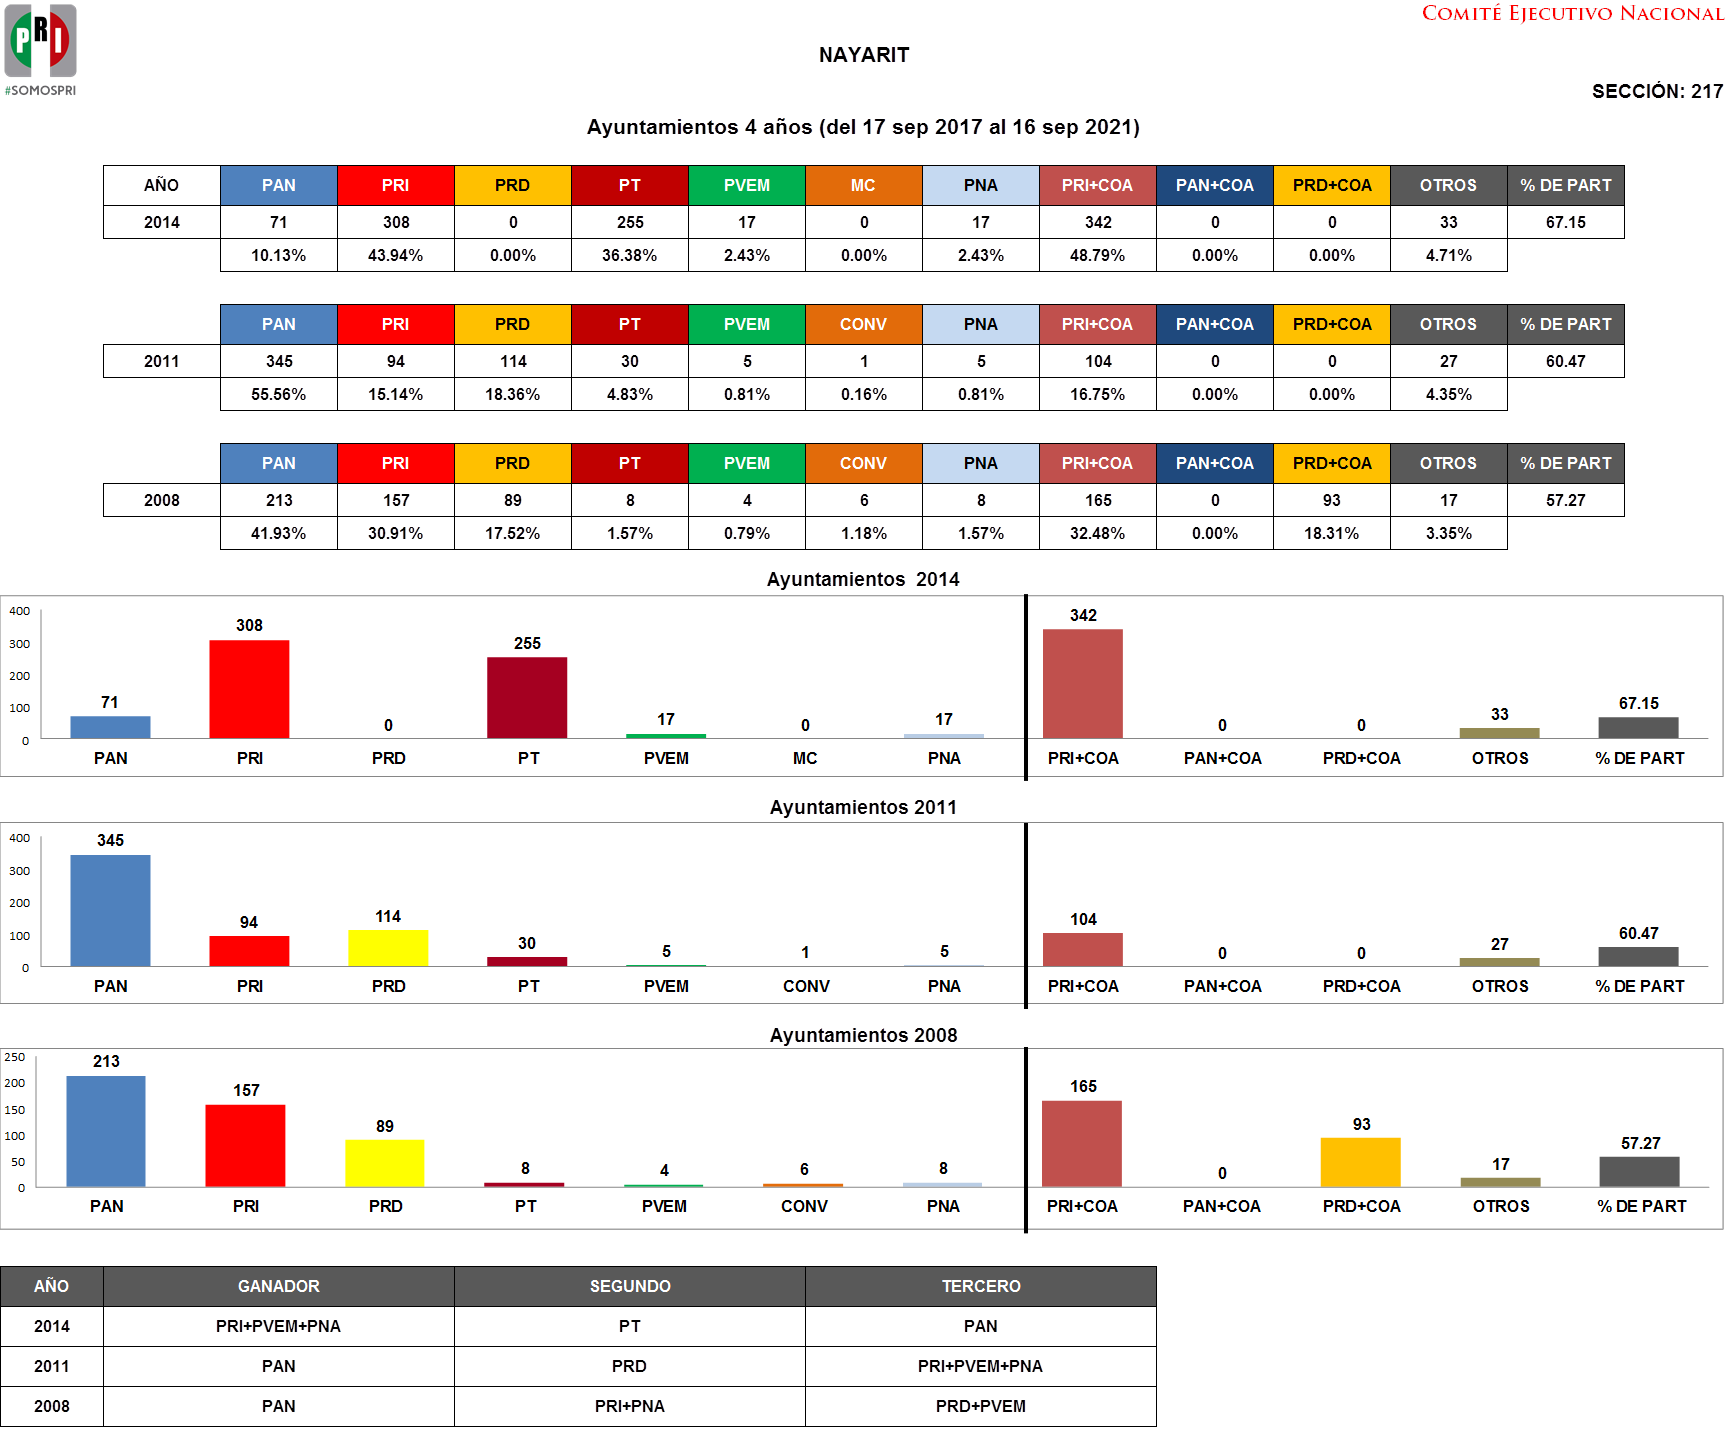 PRI
#SOMOSPRI
COMITÉ EJECUTIVO NACIONAL
NAYARIT
SECCIÓN: 217
Ayuntamientos 4 años (del 17 sep 2017 al 16 sep 2021)
AÑO PAN PRI PRD PT PVEM MC PNA PRI+COA PAN+COA PRD+COA OTROS % DE PART
2014 71 308 0 255 17 0 17 342 0 0 33 67.15
10.13% 43.94% 0.00% 36.38% 2.43% 0.00% 2.43% 48.79% 0.00% 0.00% 4.71%
PAN PRI PRD PT PVEM CONV PNA PRI+COA PAN+COA PRD+COA OTROS % DE PART
2011 345 94 114 30 5 1 5 104 0 0 27 60.47
55.56% 15.14% 18.36% 4.83% 0.81% 0.16% 0.81% 16.75% 0.00% 0.00% 4.35%
PAN PRI PRD PT PVEM CONV PNA PRI+COA PAN+COA PRD+COA OTROS % DE PART
2008 213 157 89 8 4 6 8 165 0 93 17 57.27
41.93% 30.91% 17.52% 1.57% 0.79% 1.18% 1.57% 32.48% 0.00% 18.31% 3.35%
Ayuntamientos 2014
400
300
200
100
0
71 308 0 255 17 0 17 342 0 0 33 67.15
PAN PRI PRD PT PVEM MC PNA PRI+COA PAN+COA PRD+COA OTROS % DE PART
Ayuntamientos 2011
400
300
200
100
0
345 94 114 30 5 1 5 104 0 0 27 60.47
PAN PRI PRD PT PVEM CONV PNA PRI+COA PAN+COA PRD+COA OTROS % DE PART
Ayuntamientos 2008
250
200
150
100
50
0
213 157 89 8 4 6 8 165 0 93 17 57.27
PAN PRI PRD PT PVEM CONV PNA PRI+COA PAN+COA PRD+COA OTROS % DE PART
AÑO GANADOR SEGUNDO TERCERO
2014 PRI+PVEM+PNA PT PAN
2011 PAN PRD PRI+PVEM+PNA
2008 PAN PRI+PNA PRD+PVEM